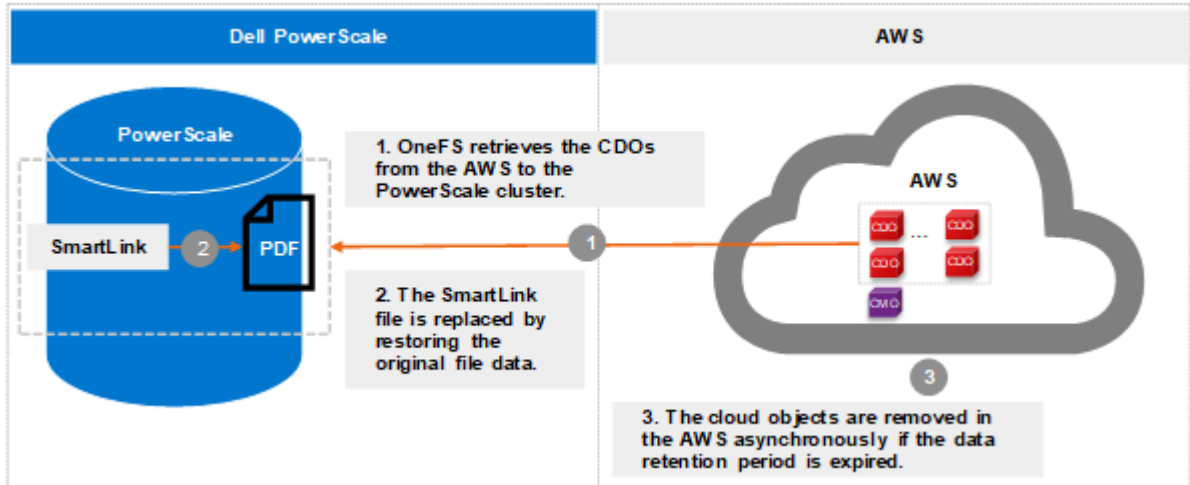 Dell PowerScale
AWS
PowerScale
1. OneFS retrieves the CDOs
from the AWS to the
PowerScale cluster.
AWS
CDO ... CDO
SmartLink 2 PDF
1
CDO CDO
CMO
2. The SmartLink
file is replaced by
restoring the
original file data.
3
3. The cloud objects are removed in
the AWS asynchronously if the data
retention period is expired.